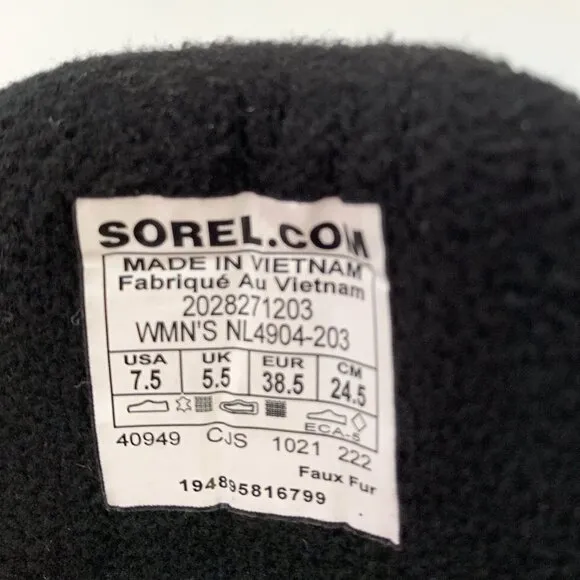 SOREL.COM
MADE IN VIETNAM
Fabriqué Au Vietnam
2028271203
WMN'S NL4904-203
USA UK EUR CM
7.5 5.5 38.5 24.5
ECA-5
40949 CJS 1021 222
Faux Fur
194895816799